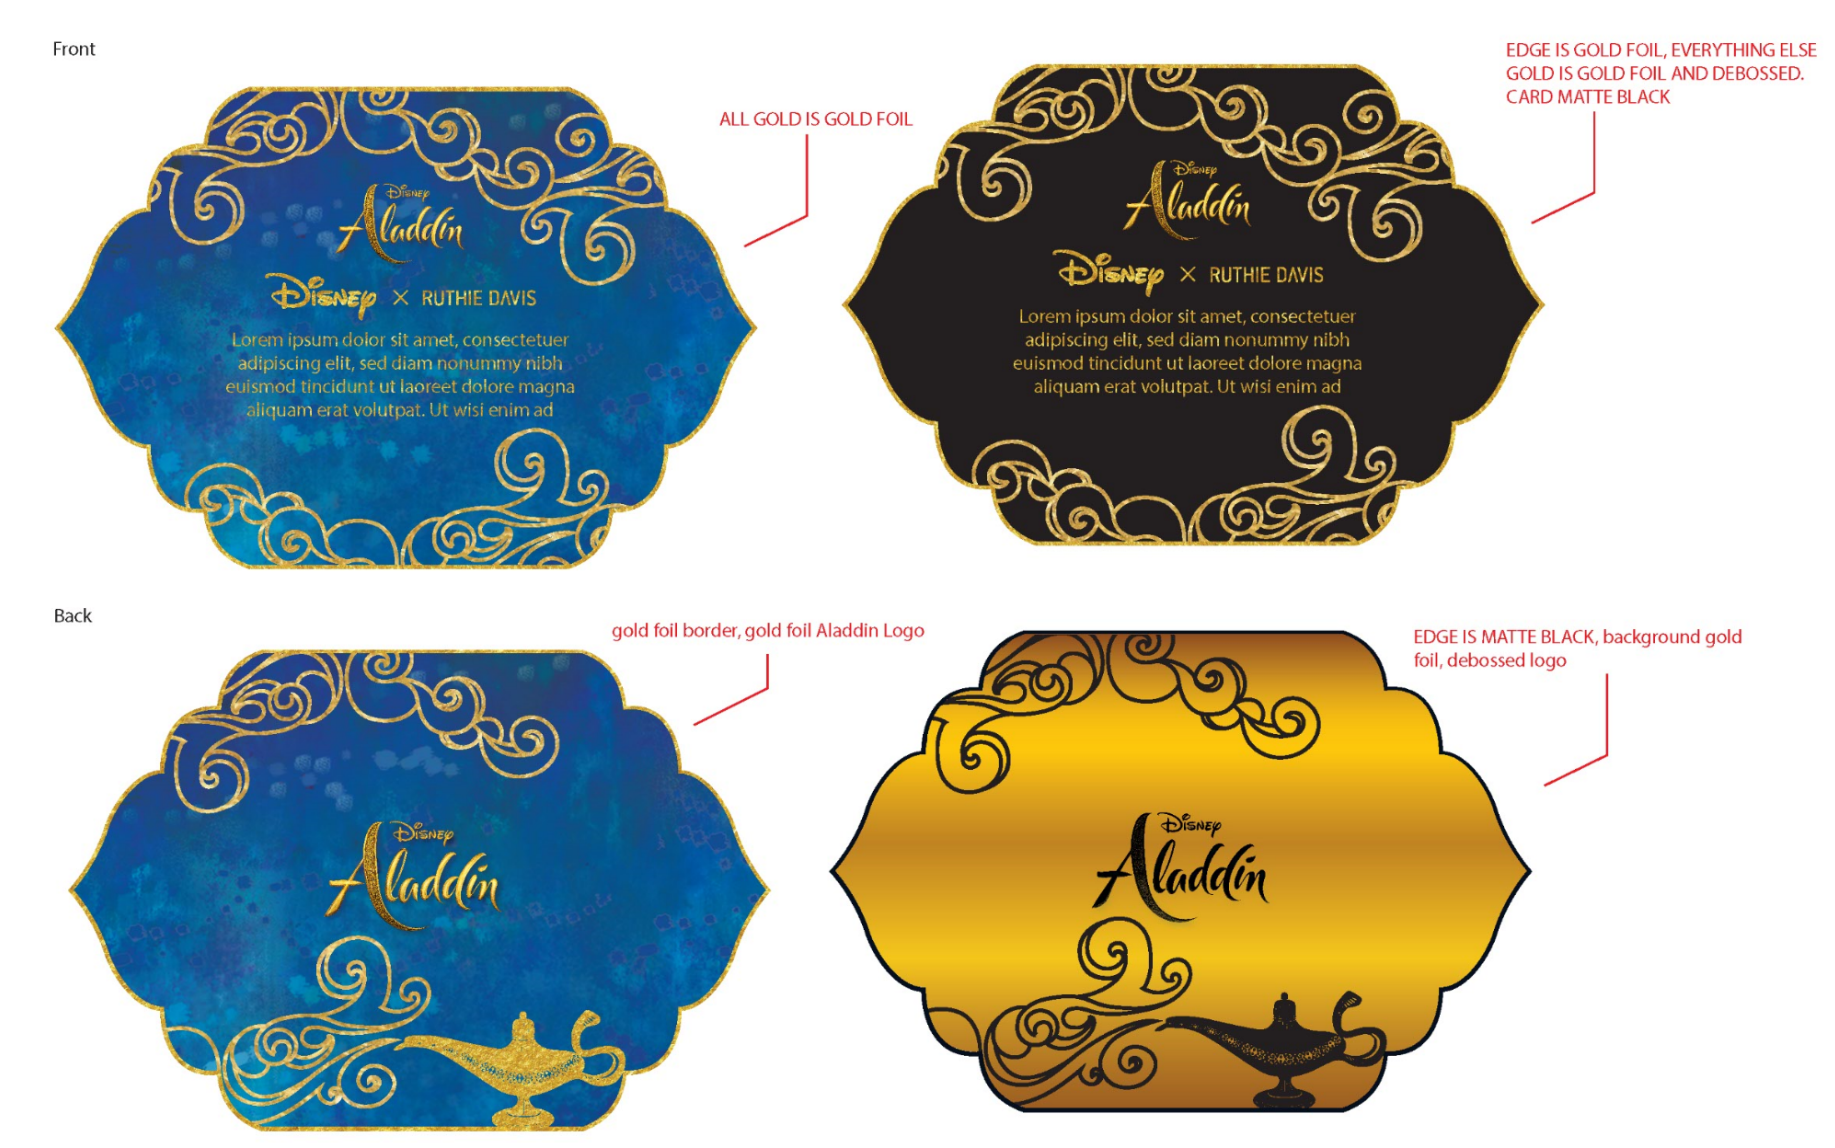 Front
ALL GOLD IS GOLD FOIL
Disney
Aladdin
Disney × RUTHIE DAVIS
Lorem ipsum dolor sit amet, consectetuer
adipiscing elit, sed diam nonummy nibh
euismod tincidunt ut laoreet dolore magna
aliquam erat volutpat. Ut wisi enim ad
EDGE IS GOLD FOIL, EVERYTHING ELSE
GOLD IS GOLD FOIL AND DEBOSSED.
CARD MATTE BLACK
Disney
Aladdin
Disney × RUTHIE DAVIS
Lorem ipsum dolor sit amet, consectetuer
adipiscing elit, sed diam nonummy nibh
euismod tincidunt ut laoreet dolore magna
aliquam erat volutpat. Ut wisi enim ad
Back
gold foil border, gold foil Aladdin Logo
Disney
Aladdin
EDGE IS MATTE BLACK, background gold
foil, debossed logo
Disney
Aladdin